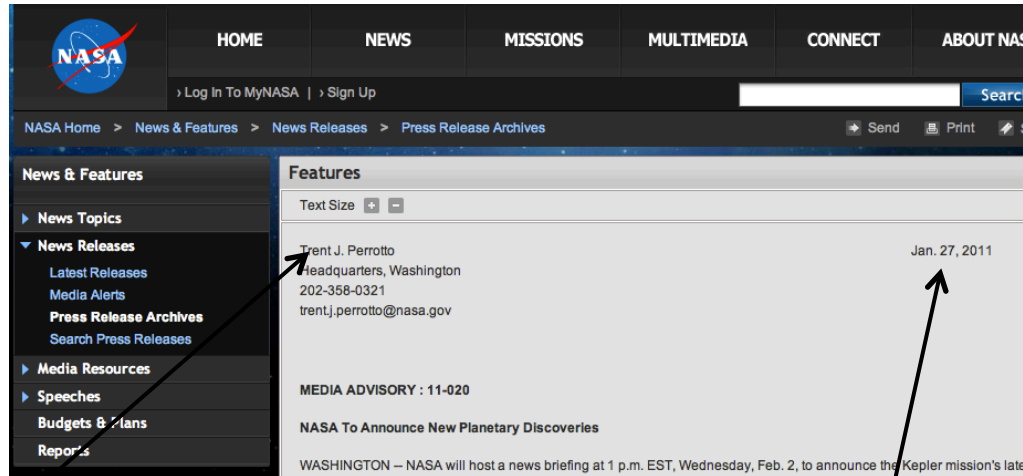 NASA
HOME NEWS MISSIONS MULTIMEDIA CONNECT ABOUT NAS
› Log In To MyNASA | › Sign Up
Search
NASA Home > News & Features > News Releases > Press Release Archives
Send Print S
News & Features
News Topics
News Releases
Latest Releases
Media Alerts
Press Release Archives
Search Press Releases
Media Resources
Speeches
Budgets & Plans
Reports
Features
Text Size + -
Trent J. Perrotto Jan. 27, 2011
Headquarters, Washington
202-358-0321
trent.j.perrotto@nasa.gov
MEDIA ADVISORY : 11-020
NASA To Announce New Planetary Discoveries
WASHINGTON -- NASA will host a news briefing at 1 p.m. EST, Wednesday, Feb. 2, to announce the Kepler mission's late